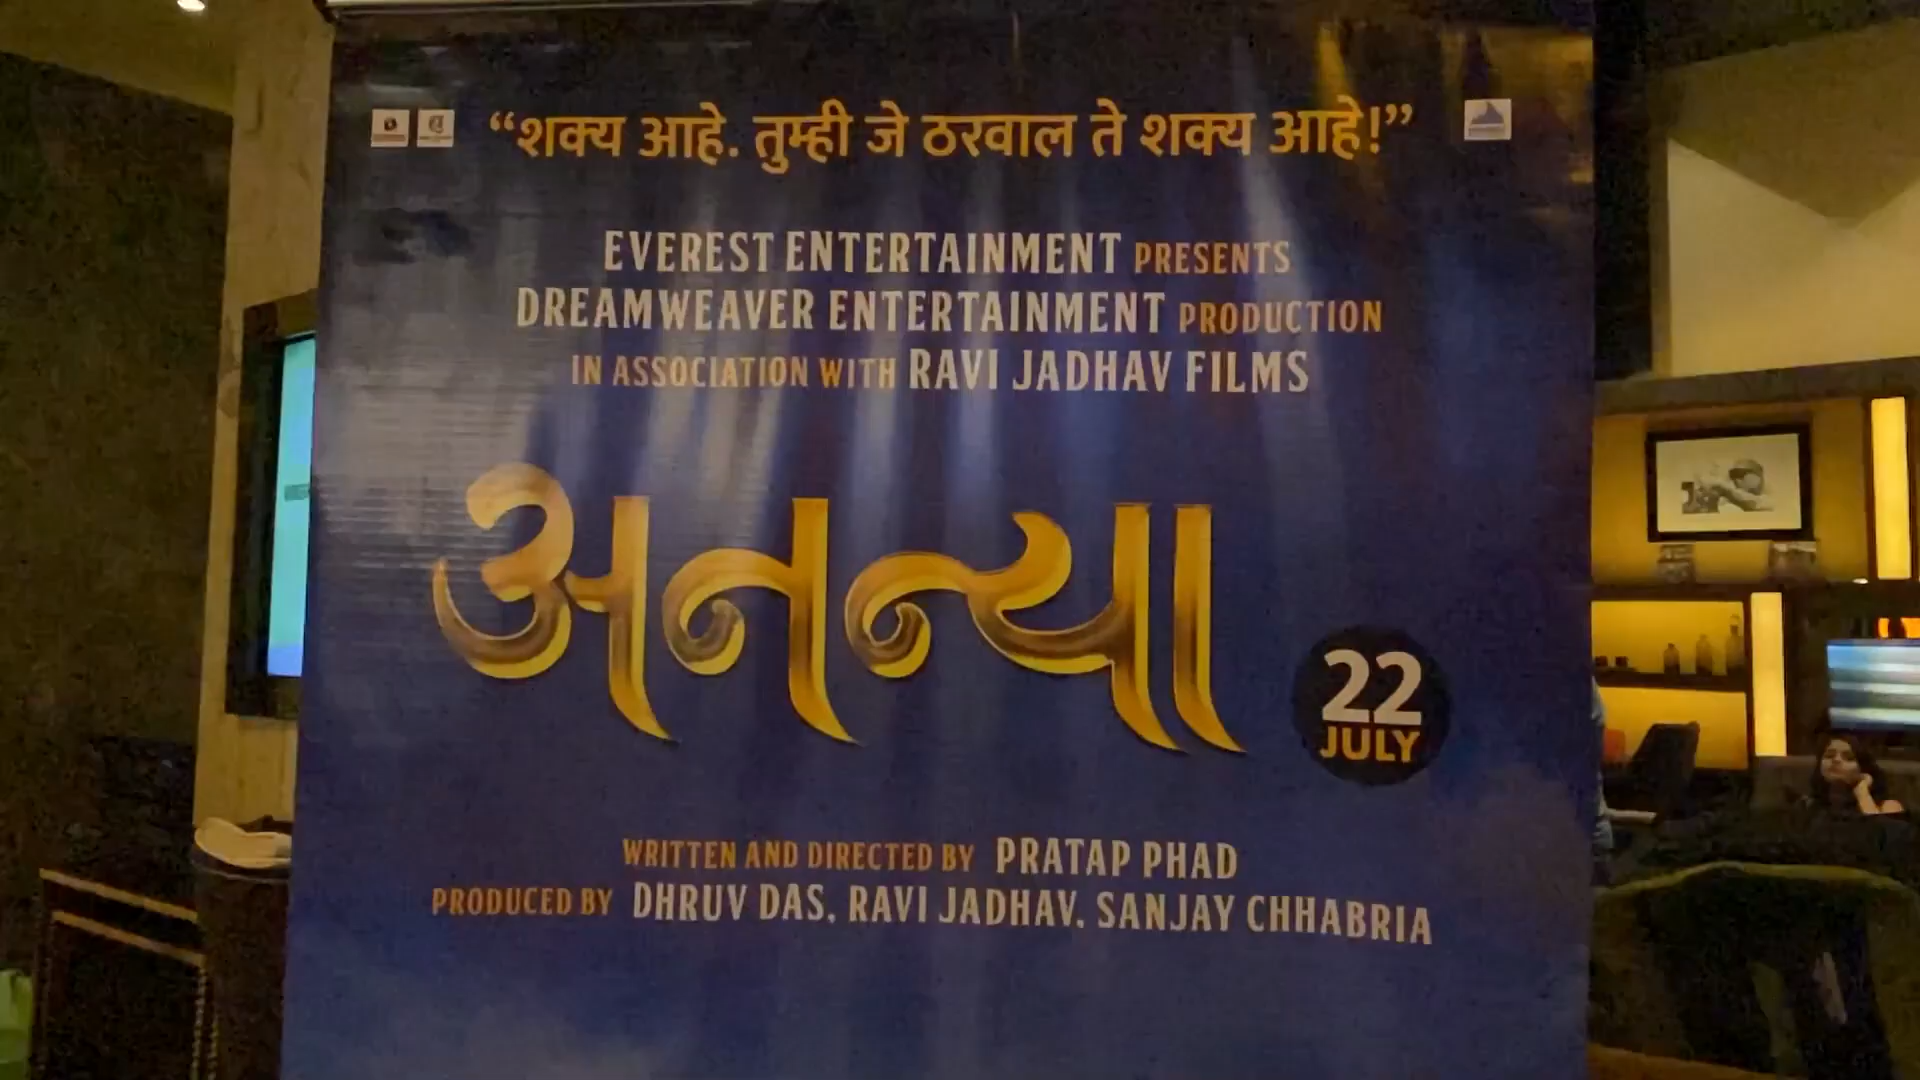 “शक्य आहे. तुम्ही जे ठरवाल ते शक्य आहे!”
EVEREST ENTERTAINMENT PRESENTS
DREAMWEAVER ENTERTAINMENT PRODUCTION
IN ASSOCIATION WITH RAVI JADHAV FILMS
अनन्या
22
JULY
WRITTEN AND DIRECTED BY PRATAP PHAD
PRODUCED BY DHRUV DAS, RAVI JADHAV, SANJAY CHHABRIA